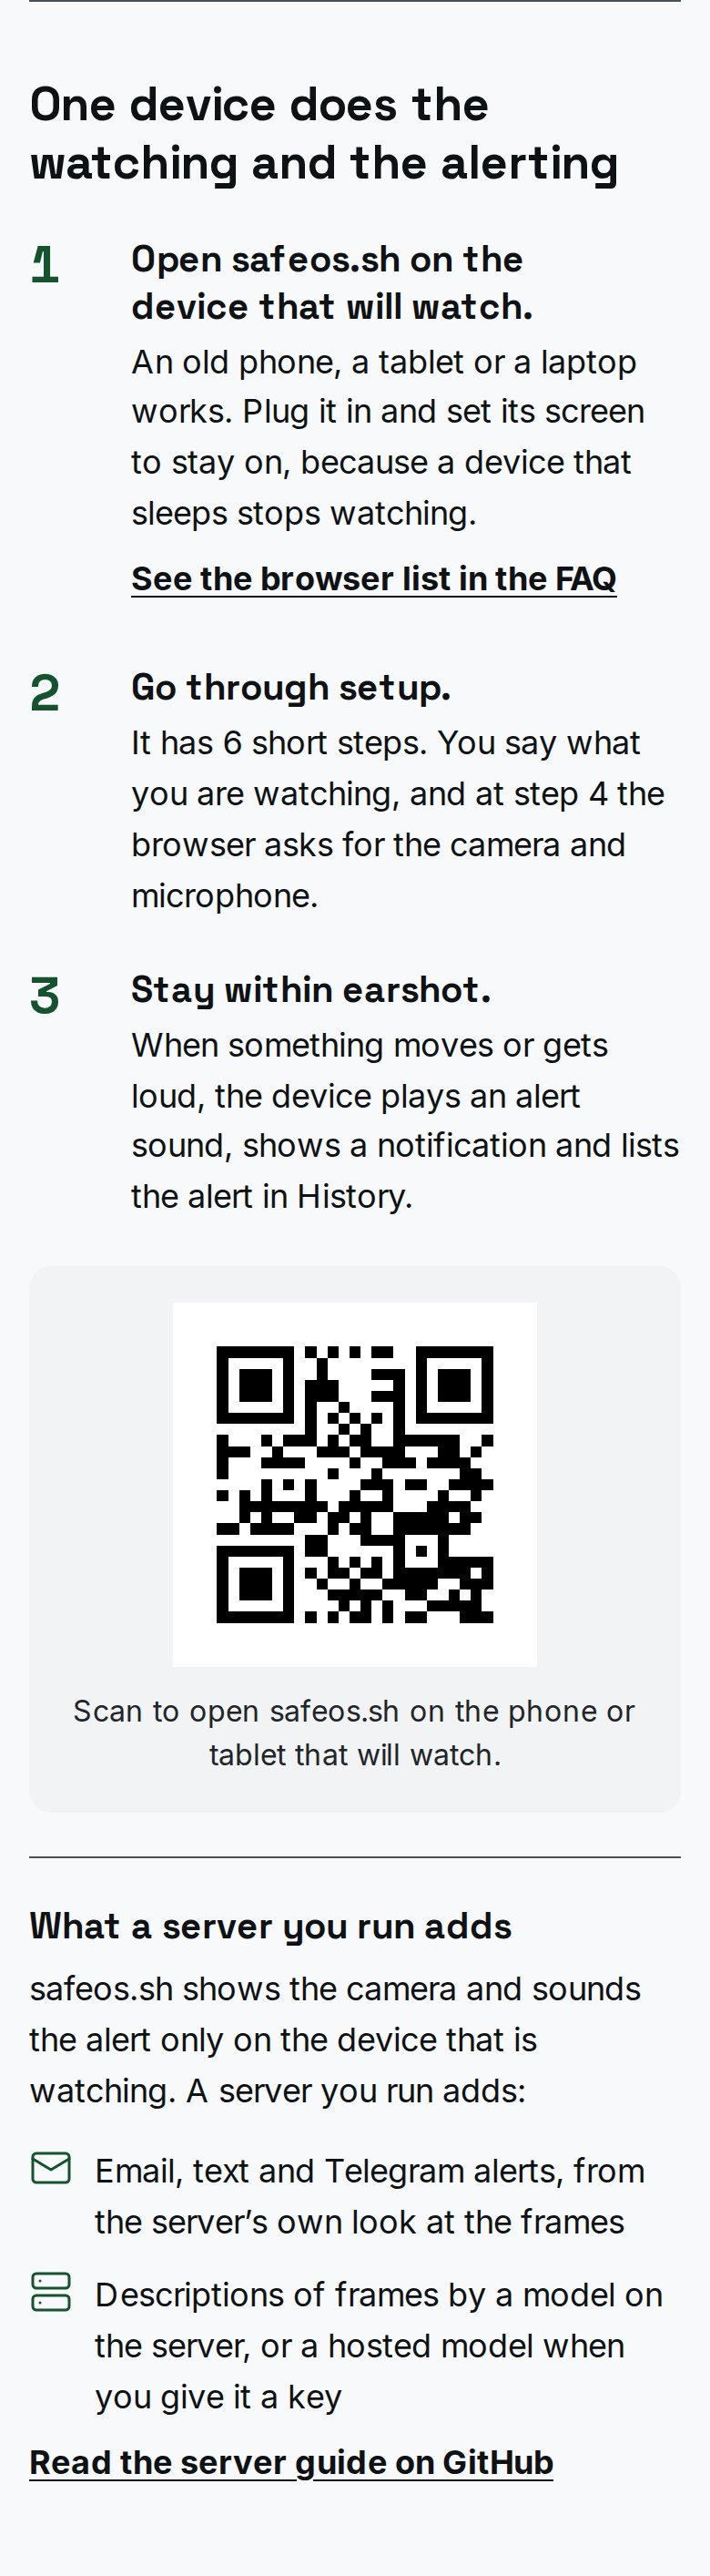 One device does the
watching and the alerting
1
Open safeos.sh on the
device that will watch.
An old phone, a tablet or a laptop
works. Plug it in and set its screen
to stay on, because a device that
sleeps stops watching.
See the browser list in the FAQ
2
Go through setup.
It has 6 short steps. You say what
you are watching, and at step 4 the
browser asks for the camera and
microphone.
3
Stay within earshot.
When something moves or gets
loud, the device plays an alert
sound, shows a notification and lists
the alert in History.
Scan to open safeos.sh on the phone or
tablet that will watch.
What a server you run adds
safeos.sh shows the camera and sounds
the alert only on the device that is
watching. A server you run adds:
Email, text and Telegram alerts, from
the server’s own look at the frames
Descriptions of frames by a model on
the server, or a hosted model when
you give it a key
Read the server guide on GitHub